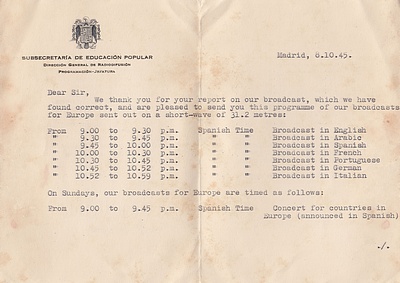 SUBSECRETARÍA DE EDUCACIÓN POPULAR
DIRECCIÓN GENERAL DE RADIODIFUSIÓN
PROGRAMACIÓN-JEFATURA
Madrid, 8.10.45.
Dear Sir,
We thank you for your report on our broadcast, which we have
found correct, and are pleased to send you this programme of our broadcasts
for Europe sent out on a short-wave of 31.2 metres:
From 9.00 to 9.30 p.m. Spanish Time Broadcast in English
" 9.30 to 9.45 p.m. " " Broadcast in Arabic
" 9.45 to 10.00 p.m. " " Broadcast in Spanish
" 10.00 to 10.30 p.m. " " Broadcast in French
" 10.30 to 10.45 p.m. " " Broadcast in Portuguese
" 10.45 to 10.52 p.m. " " Broadcast in German
" 10.52 to 10.59 p.m. " " Broadcast in Italian
On Sundays, our broadcasts for Europe are timed as follows:
From 9.00 to 9.45 p.m. Spanish Time Concert for countries in
Europe (announced in Spanish)
./.